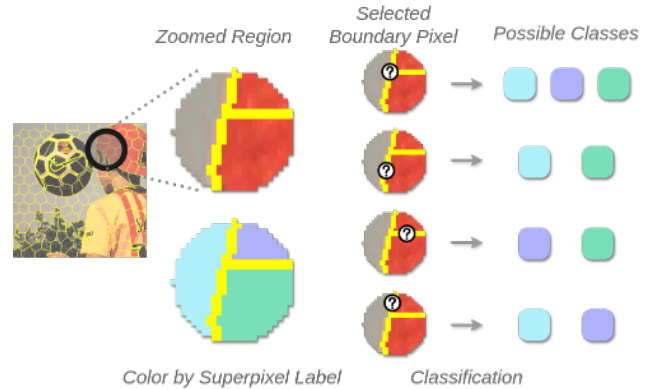 Zoomed Region
Selected
Boundary Pixel
Possible Classes
?
?
?
?
Color by Superpixel Label
Classification